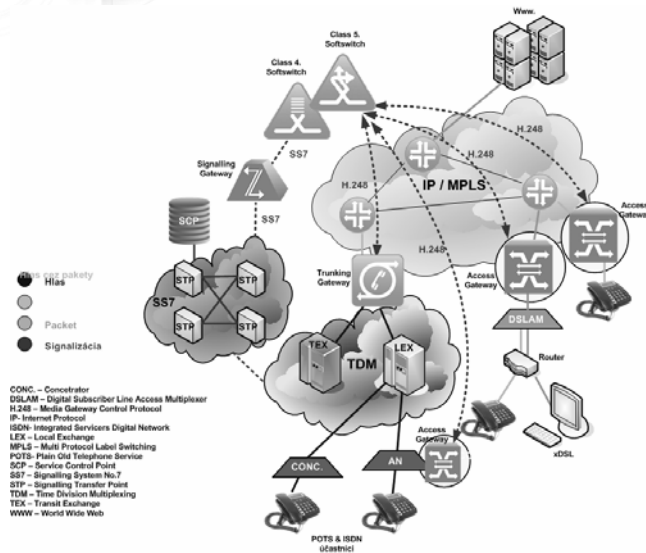 Www.
Class 5.
Softswitch
Class 4.
Softswitch
H.248
SS7
H.248
H.248
Signalling
Gateway
IP / MPLS
SS7
H.248
SCP
Access
Gateway
H.248
Trunking
Gateway
Access
Gateway
STP
STP
SS7
STP
STP
Hlas cez pakety
Hlas
Packet
Signalizácia
DSLAM
TEX
LEX
TDM
Router
xDSL
CONC. – Concetrator
DSLAM – Digital Subscriber Line Access Multiplexer
H.248 – Media Gateway Control Protocol
IP- Internet Protocol
ISDN- Integrated Servicers Digital Network
LEX – Local Exchange
MPLS – Multi Protocol Label Switching
POTS- Plain Old Telephone Service
SCP – Service Control Point
SS7 – Signalling System No.7
STP – Signalling Transfer Point
TDM – Time Division Multiplexing
TEX – Transit Exchange
WWW – World Wide Web
Access
Gateway
CONC.
AN
POTS & ISDN
účastníci